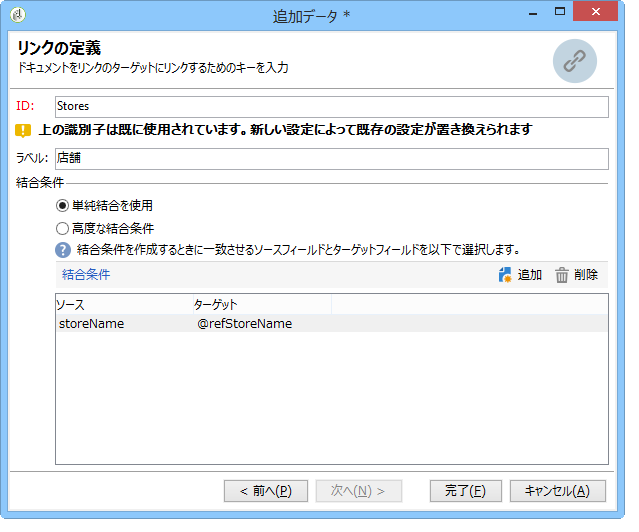 追加データ *
リンクの定義
ドキュメントをリンクのターゲットにリンクするためのキーを入力
ID: Stores
上の識別子は既に使用されています。新しい設定によって既存の設定が置き換えられます
ラベル: 店舗
結合条件
単純結合を使用
高度な結合条件
結合条件を作成するときに一致させるソースフィールドとターゲットフィールドを以下で選択します。
結合条件 追加 削除
ソース ターゲット
storeName @refStoreName
< 前へ(P) 次へ(N) > 完了(F) キャンセル(A)